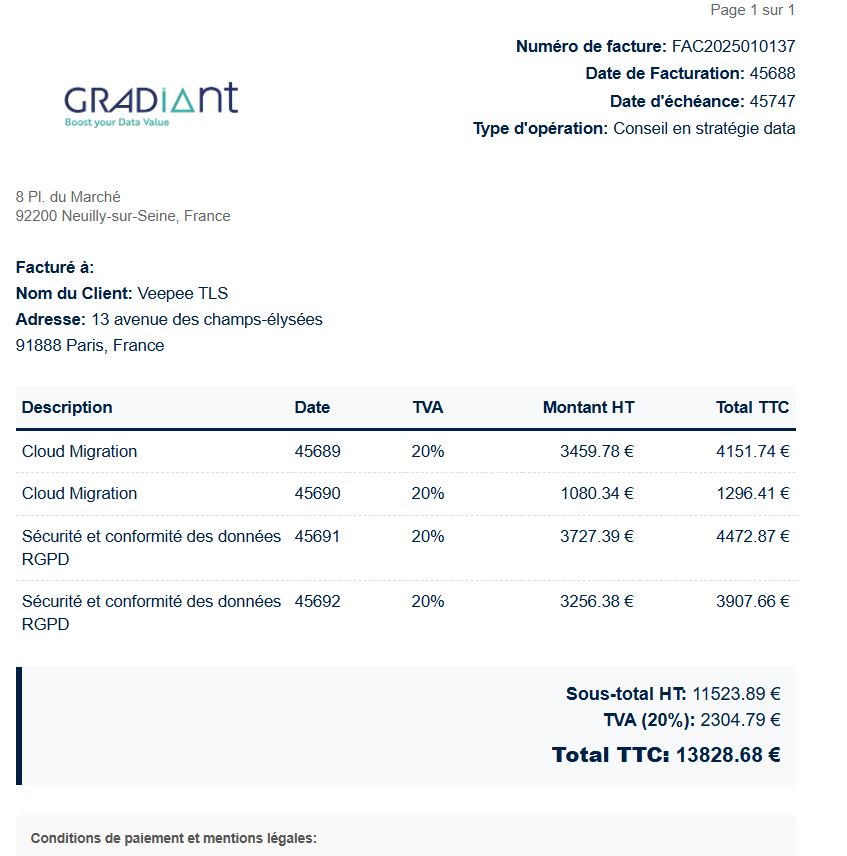 Page 1 sur 1
Numéro de facture: FAC2025010137
Date de Facturation: 45688
Date d'échéance: 45747
Type d'opération: Conseil en stratégie data
GRADIANT
Boost your Data Value
8 Pl. du Marché
92200 Neuilly-sur-Seine, France
Facturé à:
Nom du Client: Veepee TLS
Adresse: 13 avenue des champs-élysées
91888 Paris, France
Description Date TVA Montant HT Total TTC
Cloud Migration 45689 20% 3459.78 € 4151.74 €
Cloud Migration 45690 20% 1080.34 € 1296.41 €
Sécurité et conformité des données 45691 20% 3727.39 € 4472.87 €
RGPD
Sécurité et conformité des données 45692 20% 3256.38 € 3907.66 €
RGPD
Sous-total HT: 11523.89 €
TVA (20%): 2304.79 €
Total TTC: 13828.68 €
Conditions de paiement et mentions légales: